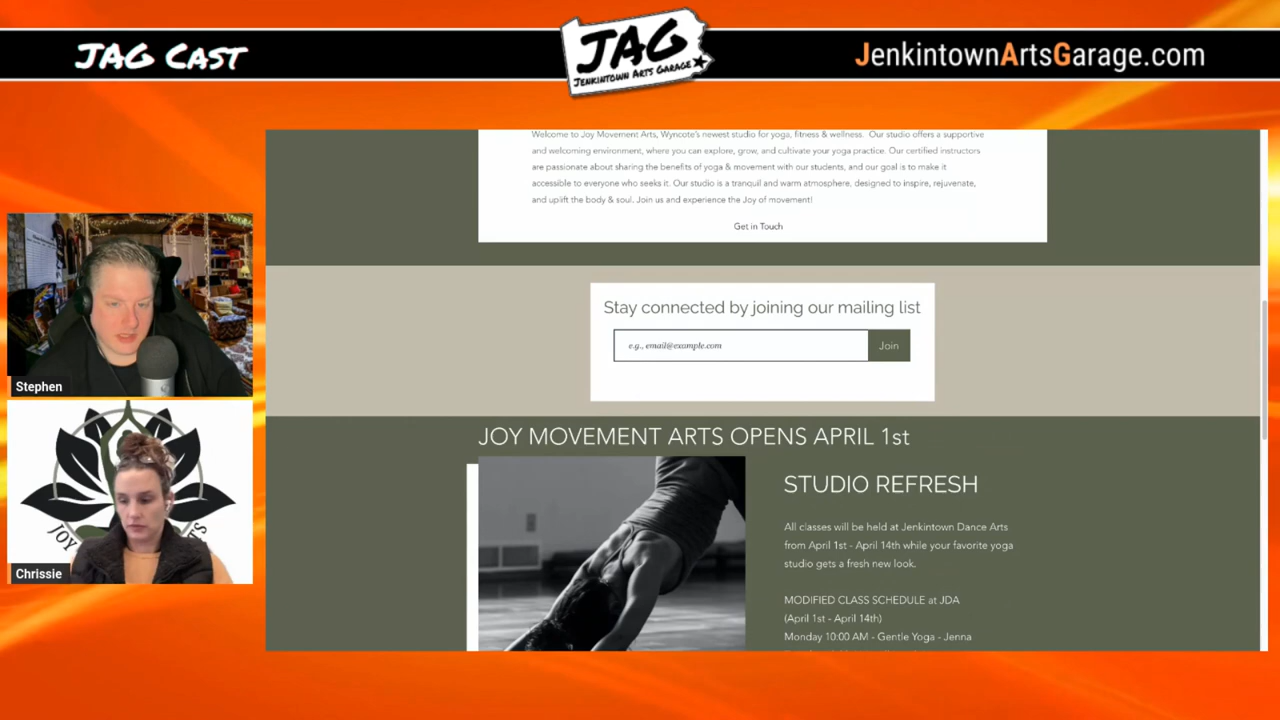 JAG CAST
JAG
JENKINTOWN ARTS GARAGE
JenkintownArtsGarage.com
Welcome to Joy Movement Arts, Wyncote's newest studio for yoga, fitness & wellness. Our studio offers a supportive
and welcoming environment, where you can explore, grow, and cultivate your yoga practice. Our certified instructors
are passionate about sharing the benefits of yoga & movement with our students, and our goal is to make it
accessible to everyone who seeks it. Our studio is a tranquil and warm atmosphere, designed to inspire, rejuvenate,
and uplift the body & soul. Join us and experience the Joy of movement!
Get in Touch
Stay connected by joining our mailing list
e.g., email@example.com
Join
Stephen
JOY
Chrissie
JOY MOVEMENT ARTS OPENS APRIL 1st
STUDIO REFRESH
All classes will be held at Jenkintown Dance Arts
from April 1st - April 14th while your favorite yoga
studio gets a fresh new look.
MODIFIED CLASS SCHEDULE at JDA
(April 1st - April 14th)
Monday 10:00 AM - Gentle Yoga - Jenna